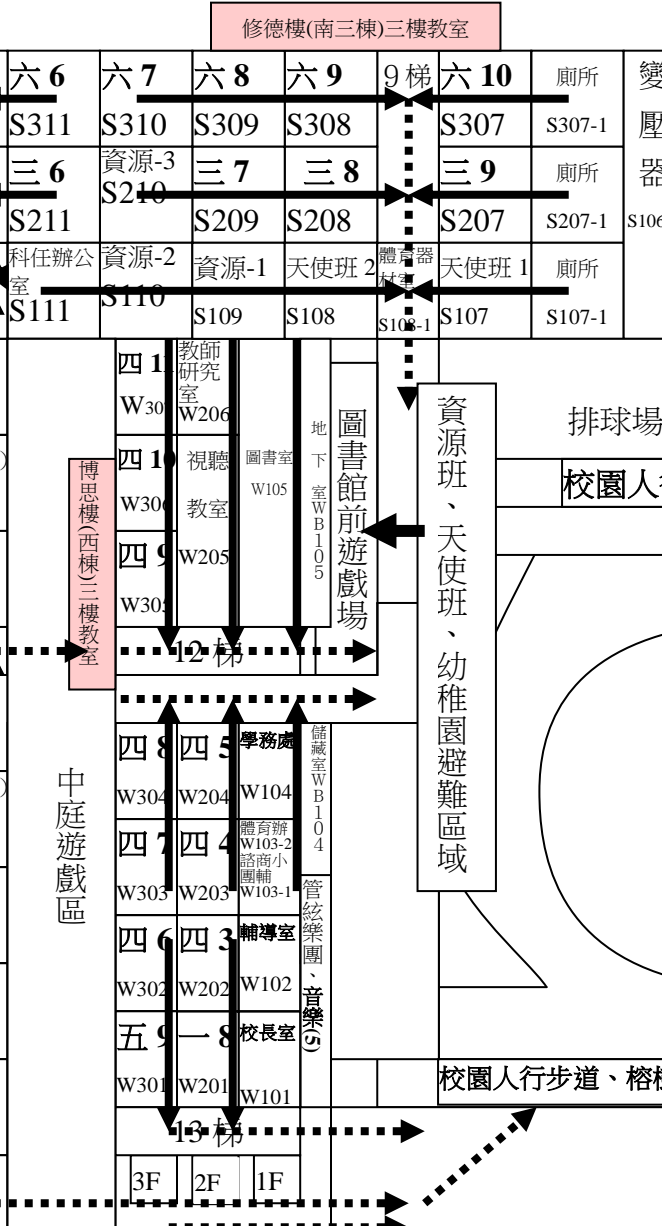 修德樓(南三棟)三樓教室
六 6
六 7
六 8
六 9
9 梯
六 10
廁所
變壓器
S311
S310
S309
S308
S307
S307-1
三 6
資源-3
三 7
三 8
三 9
廁所
S211
S210
S209
S208
S207
S207-1
S106
科任辦公室
資源-2
資源-1
天使班 2
體育器材室
天使班 1
廁所
S111
S110
S109
S108
S108-1
S107
S107-1
四 11
W307
教師研究室
W206
四 10
W306
視聽教室
W205
圖書室
W105
地下室WB105
圖書館前遊戲場
四 9
W305
資源班、天使班、幼稚園避難區域
排球場
校園人
博思樓(西棟)三樓教室
12 梯
中庭遊戲區
四 8
四 5
學務處
W304
W204
W104
儲藏室WB104
四 7
四 4
體育辦
W103-2
諮商小團輔
W103-1
W303
W203
管絃樂團、音樂(5)
四 6
四 3
輔導室
W302
W202
W102
五 9
一 8
校長室
W301
W201
W101
校園人行步道、榕
13 梯
3F
2F
1F